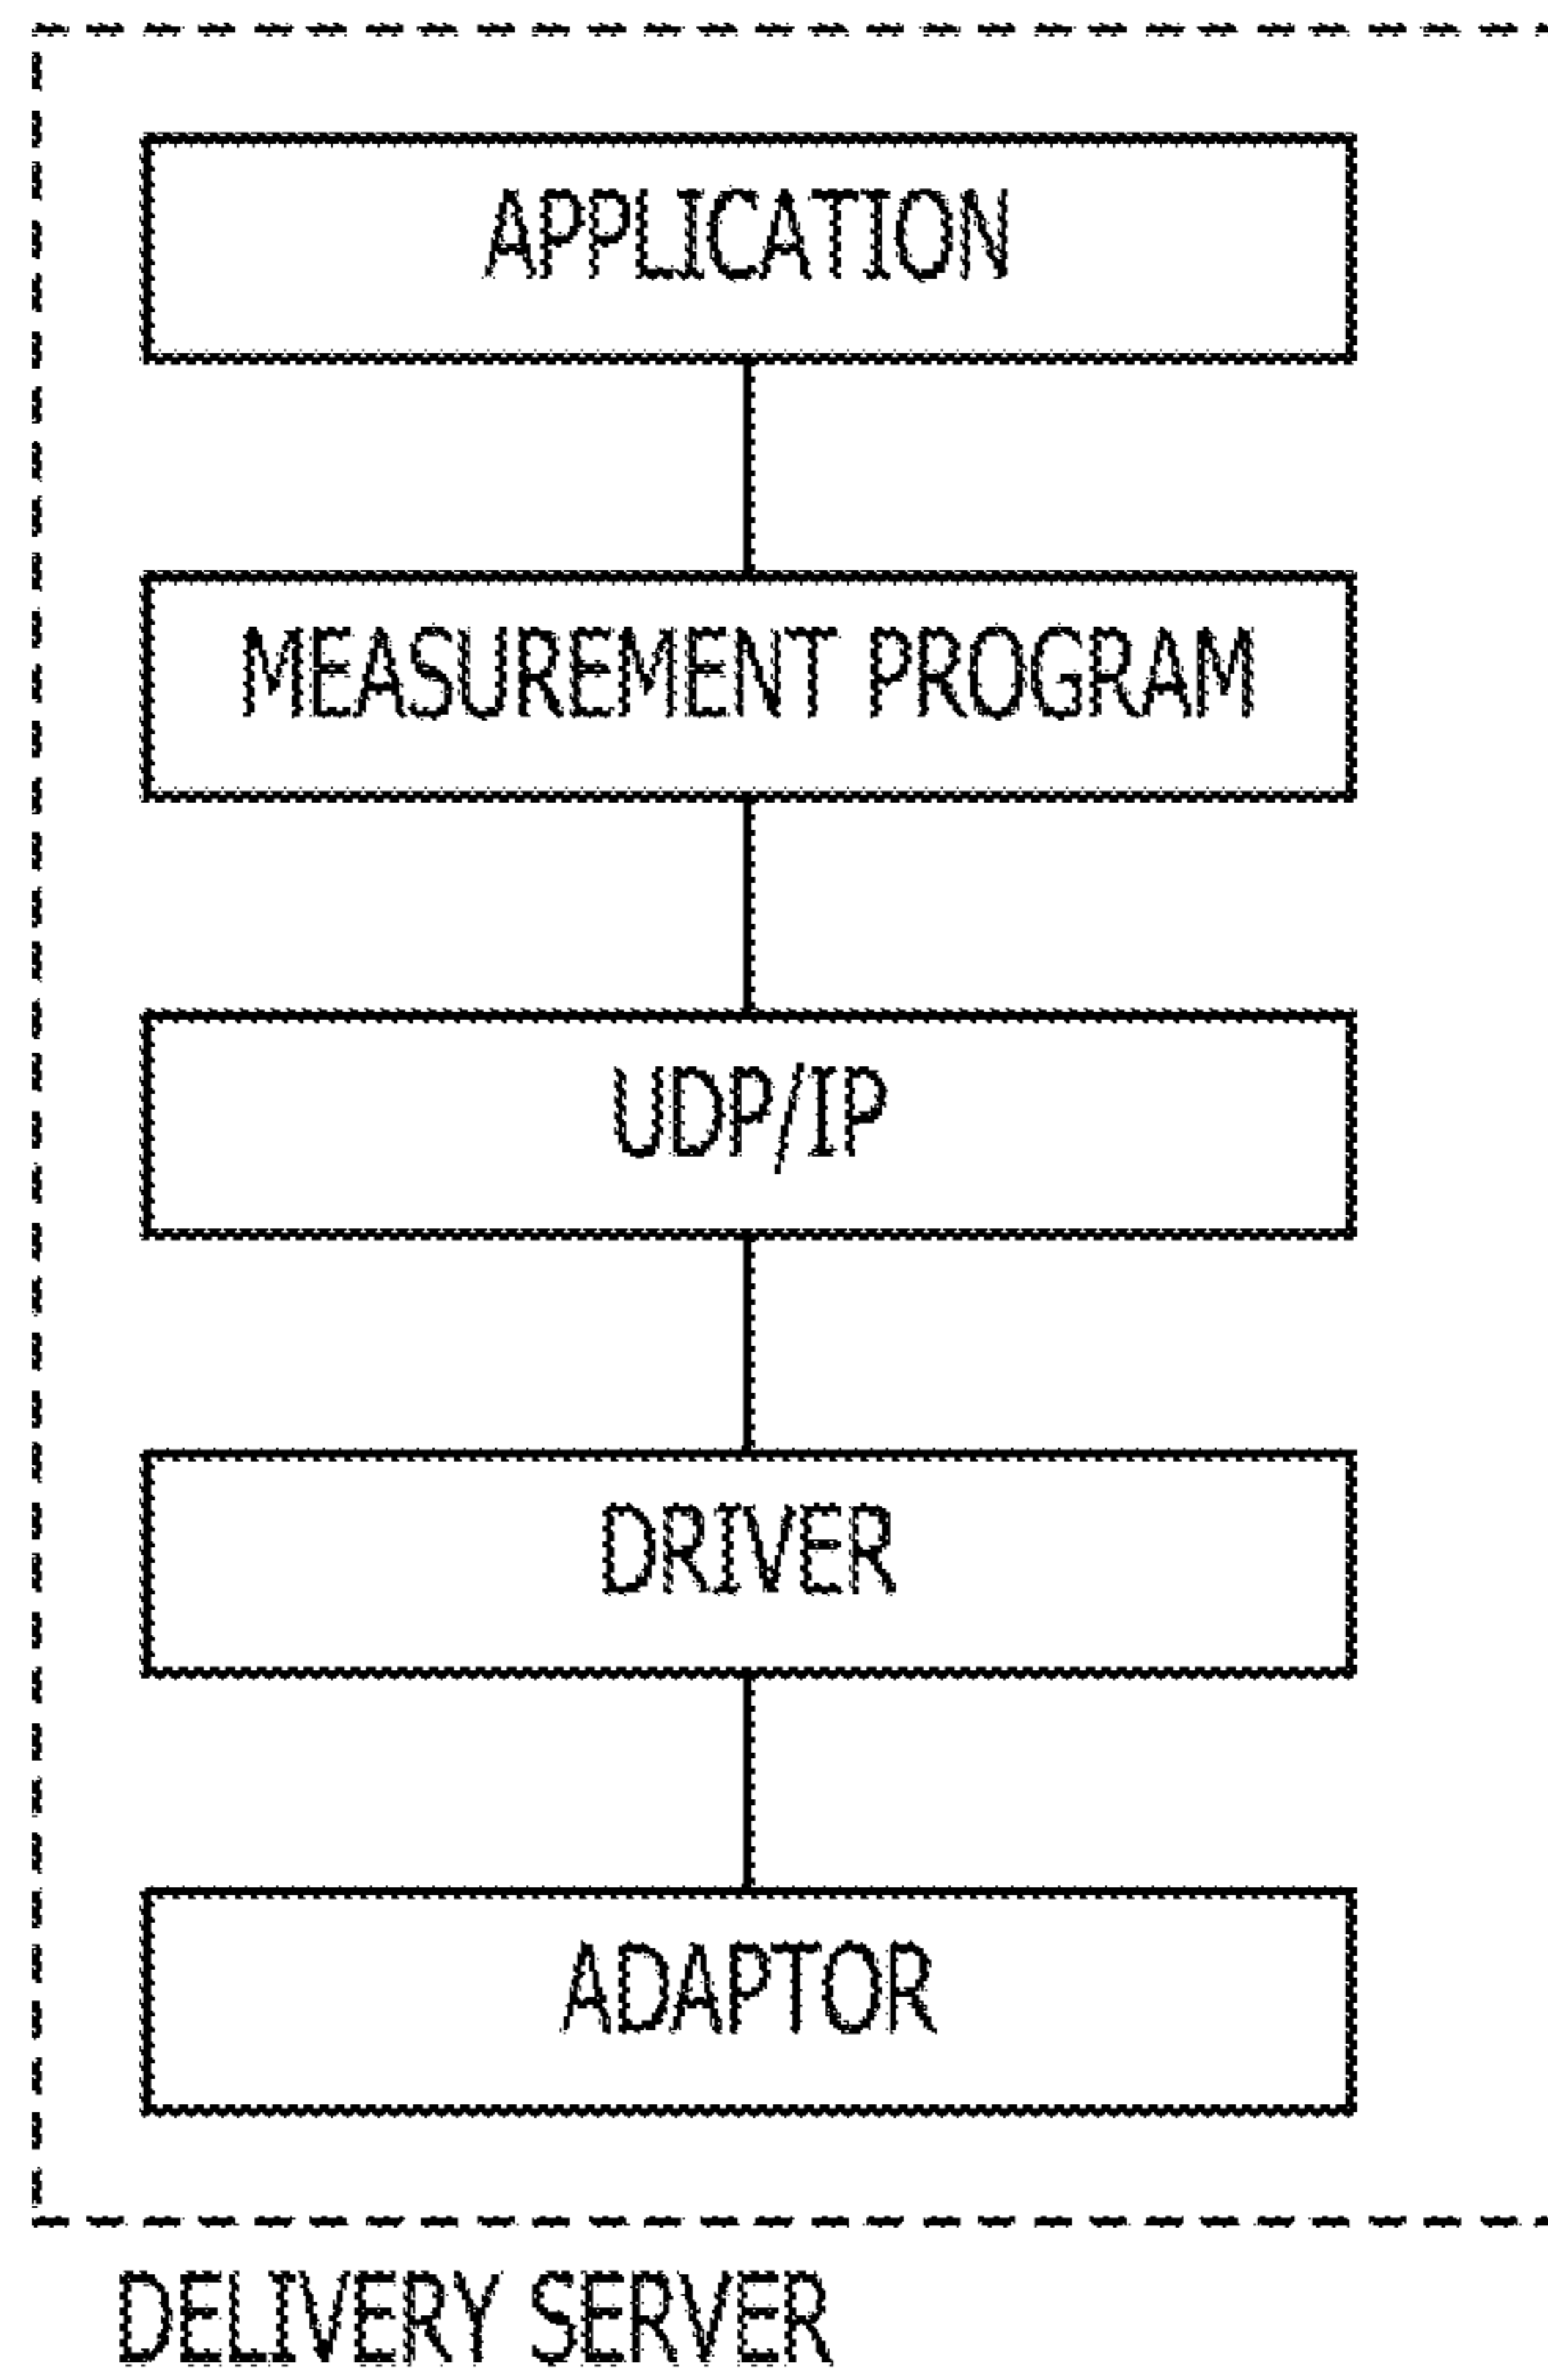 APPLICATION
MEASUREMENT PROGRAM
UDP/IP
DRIVER
ADAPTOR
DELIVERY SERVER